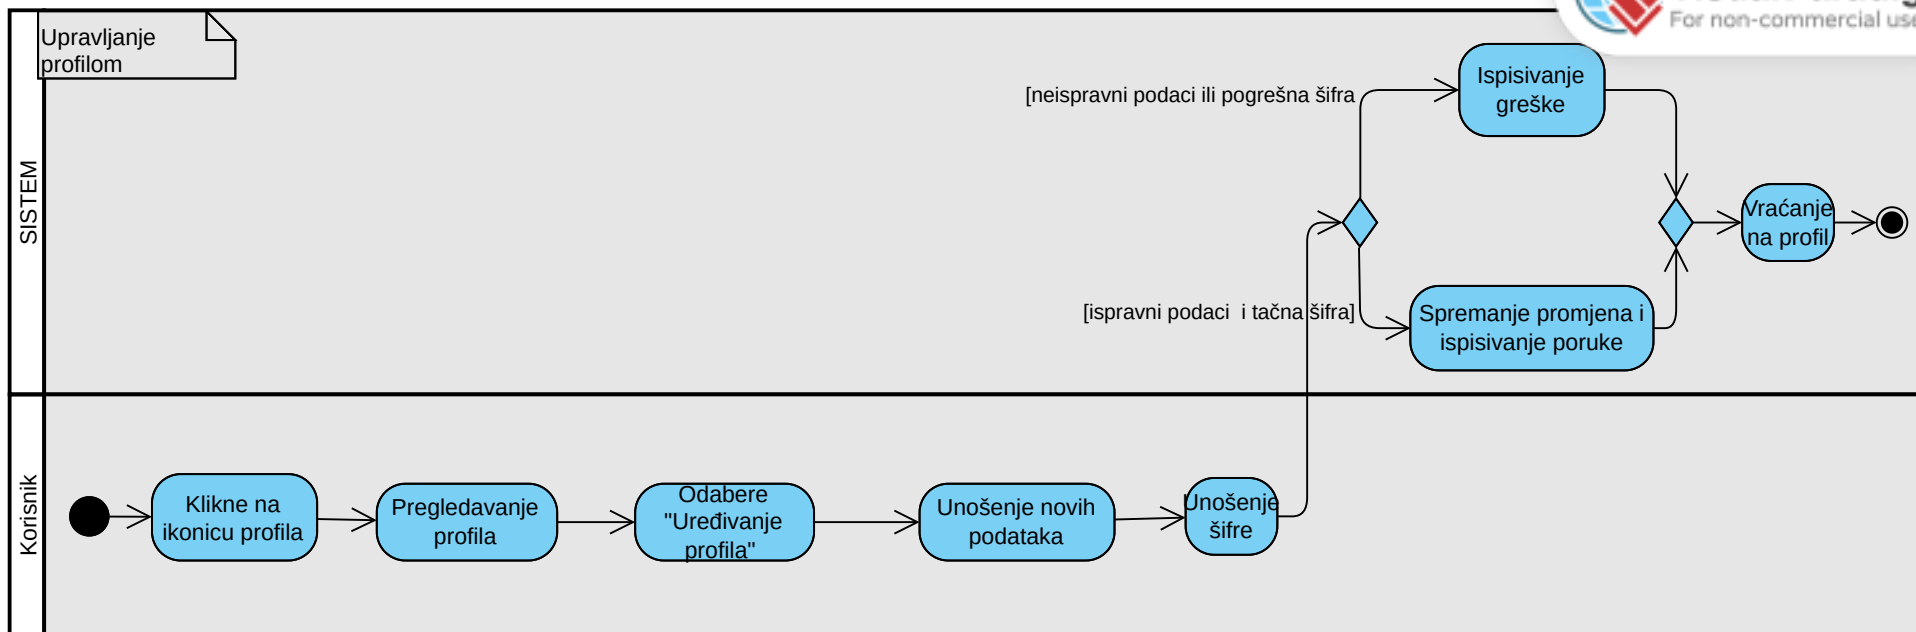 Upravljanje
profilom
For non-commercial use
SISTEM
[neispravni podaci ili pogrešna šifra
Ispisivanje
greške
Vraćanje
na profil
[ispravni podaci  i tačna šifra]
Spremanje promjena i
ispisivanje poruke
Korisnik
Klikne na
ikonicu profila
Pregledavanje
profila
Odabere
"Uređivanje
profila"
Unošenje novih
podataka
Unošenje
šifre